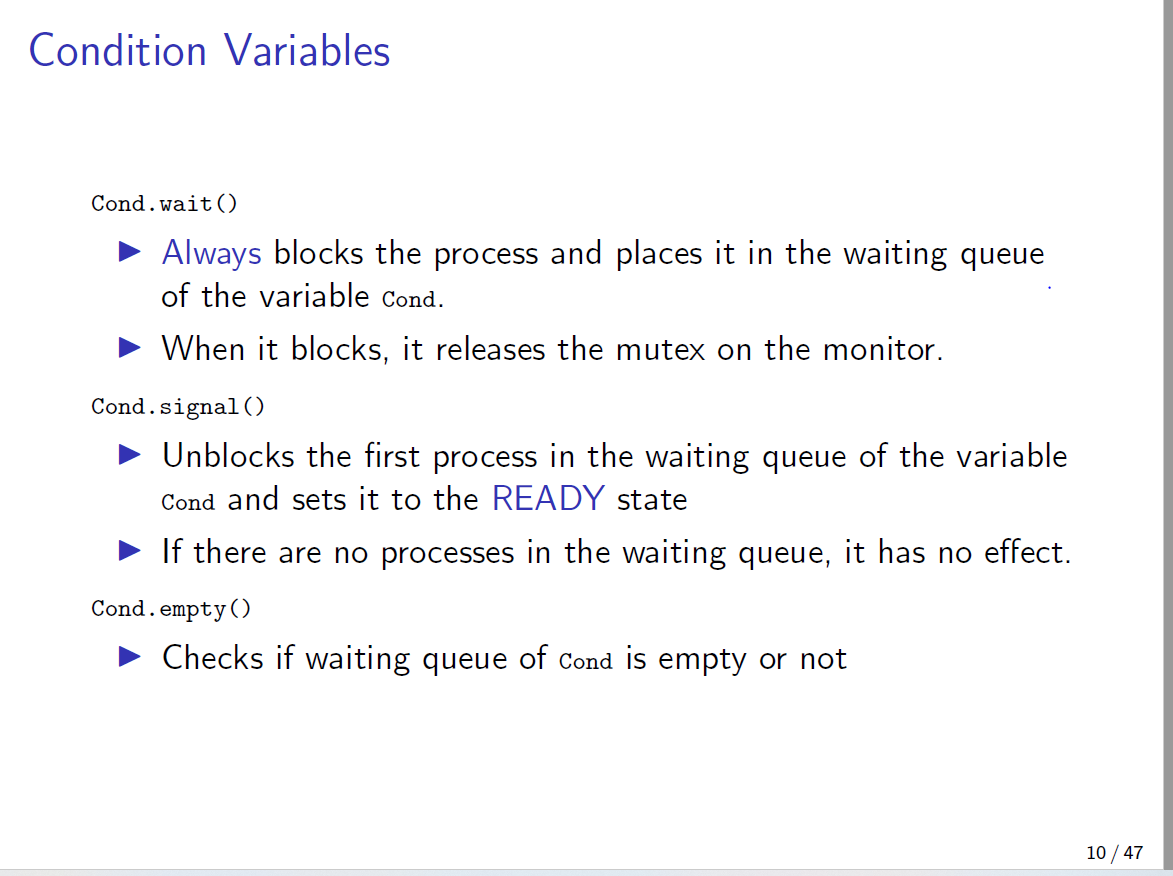 Condition Variables
Cond.wait()
▶ Always blocks the process and places it in the waiting queue
of the variable Cond.
▶ When it blocks, it releases the mutex on the monitor.
Cond.signal()
▶ Unblocks the first process in the waiting queue of the variable
Cond and sets it to the READY state
▶ If there are no processes in the waiting queue, it has no effect.
Cond.empty()
▶ Checks if waiting queue of Cond is empty or not
10 / 47